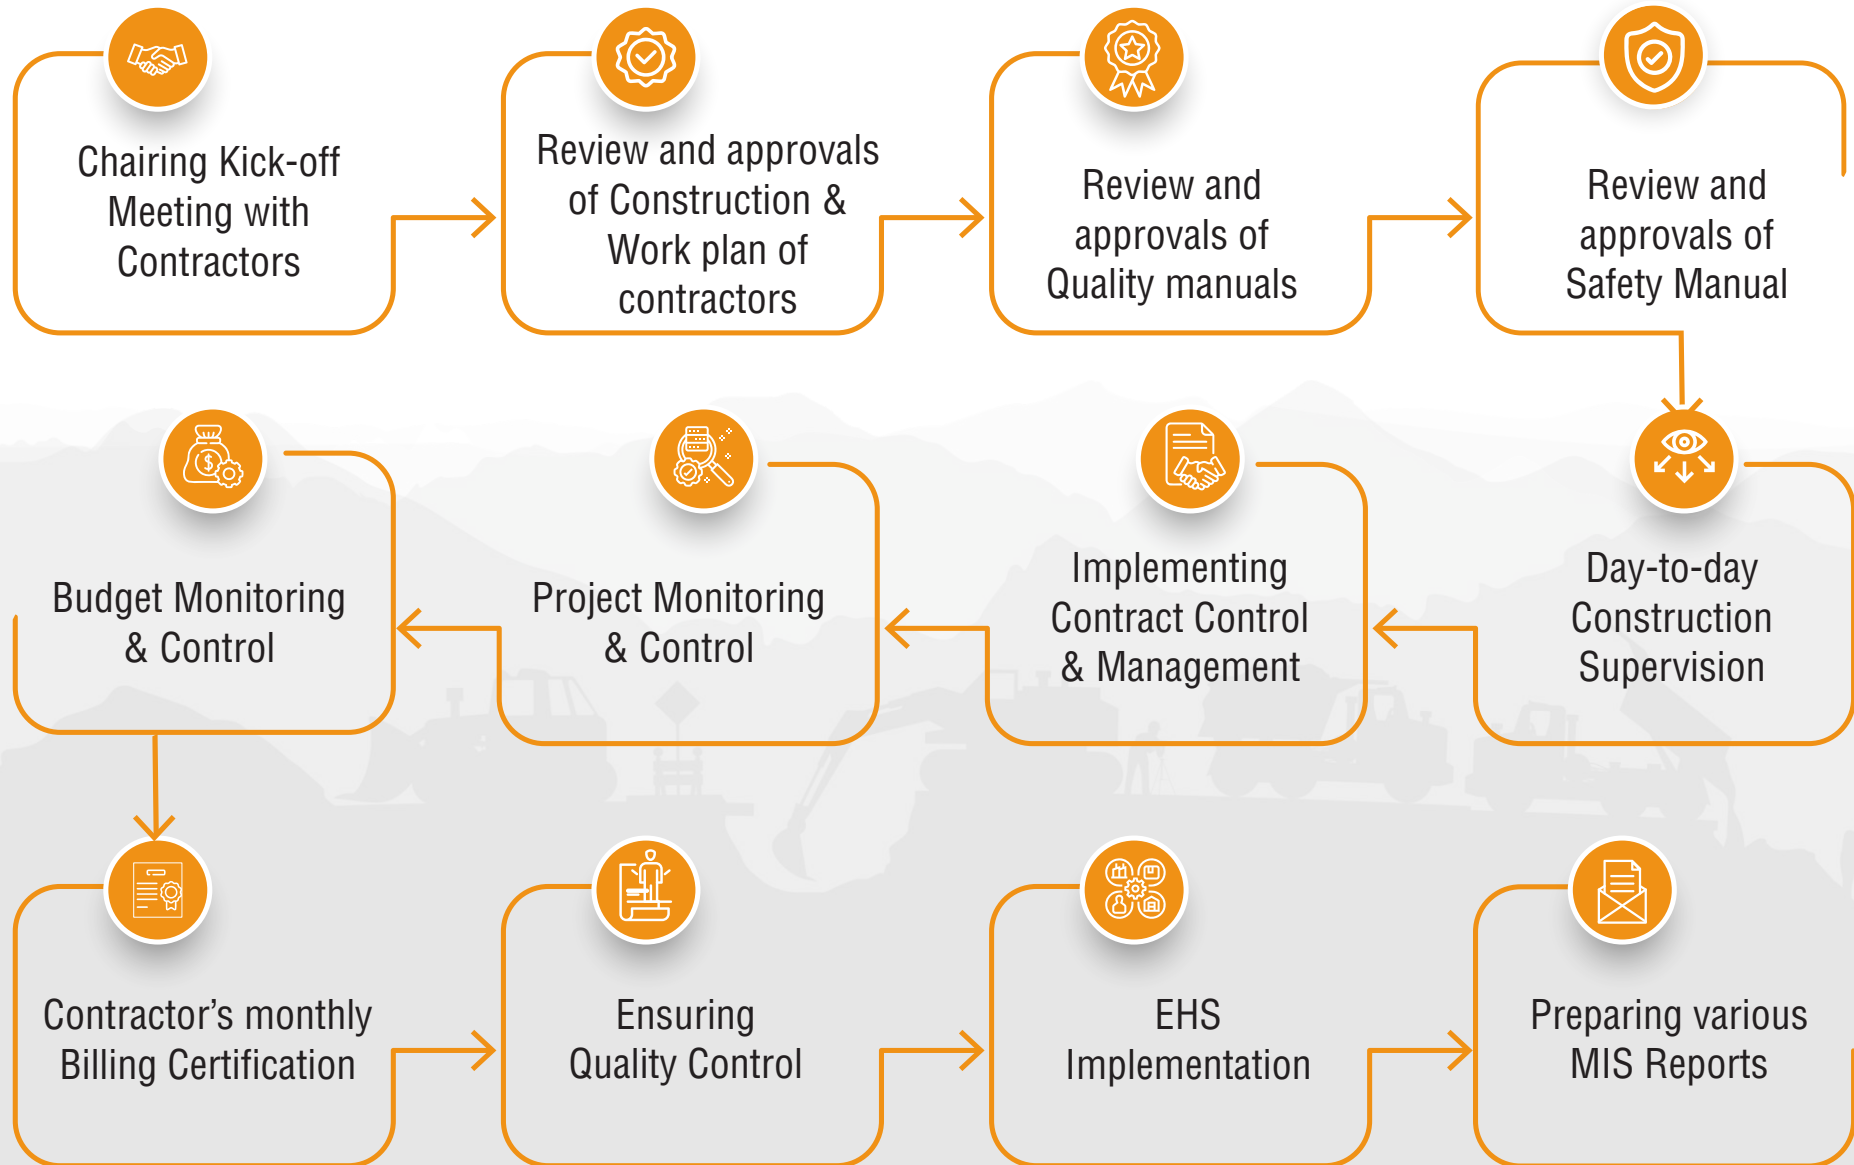 Chairing Kick-off
Meeting with
Contractors
Review and approvals
of Construction &
Work plan of
contractors
Review and
approvals of
Quality manuals
Review and
approvals of
Safety Manual
Budget Monitoring
& Control
Project Monitoring
& Control
Implementing
Contract Control
& Management
Day-to-day
Construction
Supervision
Contractor’s monthly
Billing Certification
Ensuring
Quality Control
EHS
Implementation
Preparing various
MIS Reports